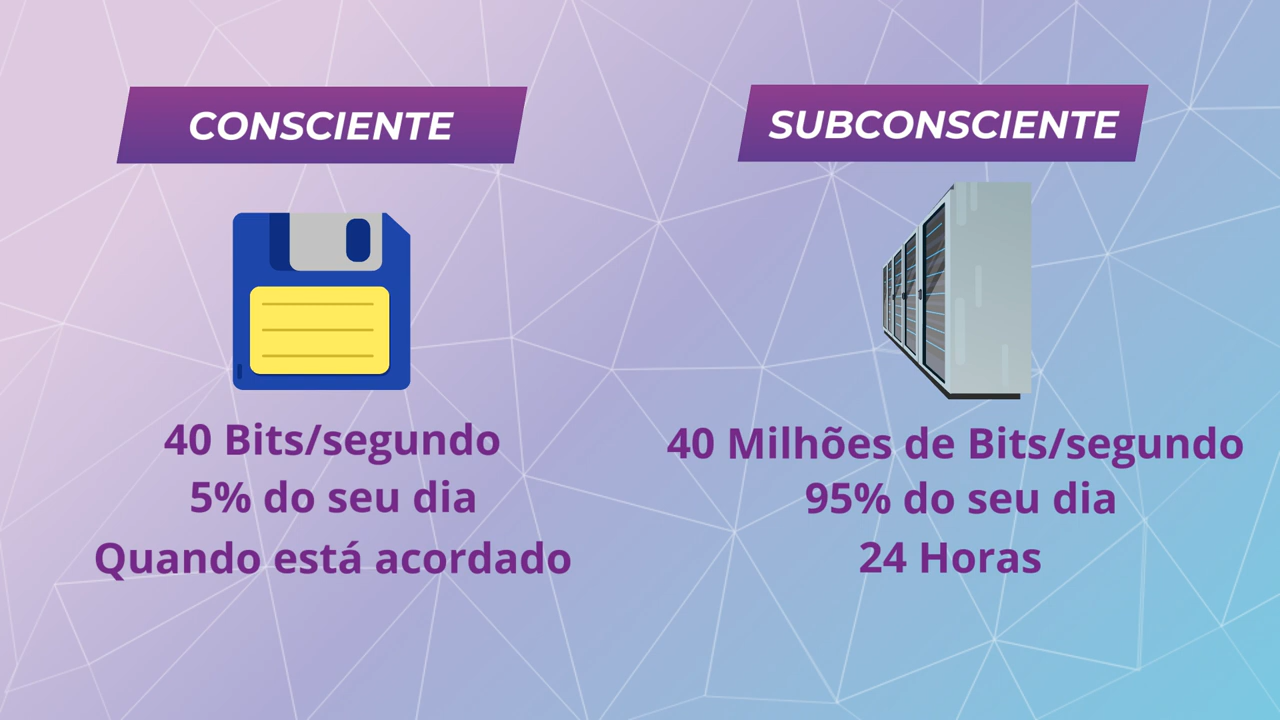 CONSCIENTE
40 Bits/segundo
5% do seu dia
Quando está acordado
SUBCONSCIENTE
40 Milhões de Bits/segundo
95% do seu dia
24 Horas